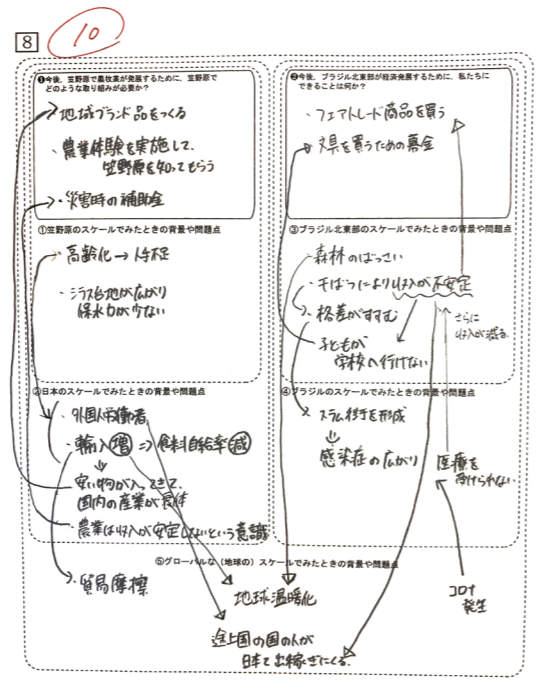 8
10
❶今後、笠野原で農牧業が発展するために、笠野原で
どのような取り組みが必要か？
地域ブランド品をつくる
・農業体験を実施して、
笠野原を知ってもらう
・災害時の補助金
①笠野原のスケールでみたときの背景や問題点
・高齢化→人手不足
・シラス台地が広がり
保水力が少ない
②日本のスケールでみたときの背景や問題点
・外国人労働者
・輸入増⇒食料自給率減
⇓
安い物が入ってきて、
国内の産業が衰体
農業は収入が安定しないという意識
・貿易摩擦
❷今後、ブラジル北東部が経済発展するために、私たちに
できることは何か？
・フェアトレード商品を買う
・文具を買うための募金
③ブラジル北東部のスケールでみたときの背景や問題点
・森林のばっさい
・干ばつにより収入が不安定
・格差がすすむ
子どもが
学校へ行けない
さらに
収入が減る
④ブラジルのスケールでみたときの背景や問題点
・スラム街を形成
⇓
感染症の広がり
医療を
受けられない
コロナ
発生
⑤グローバルな（地球の）スケールでみたときの背景や問題点
地球温暖化
途上国の国の人が
日本で出稼ぎにくる